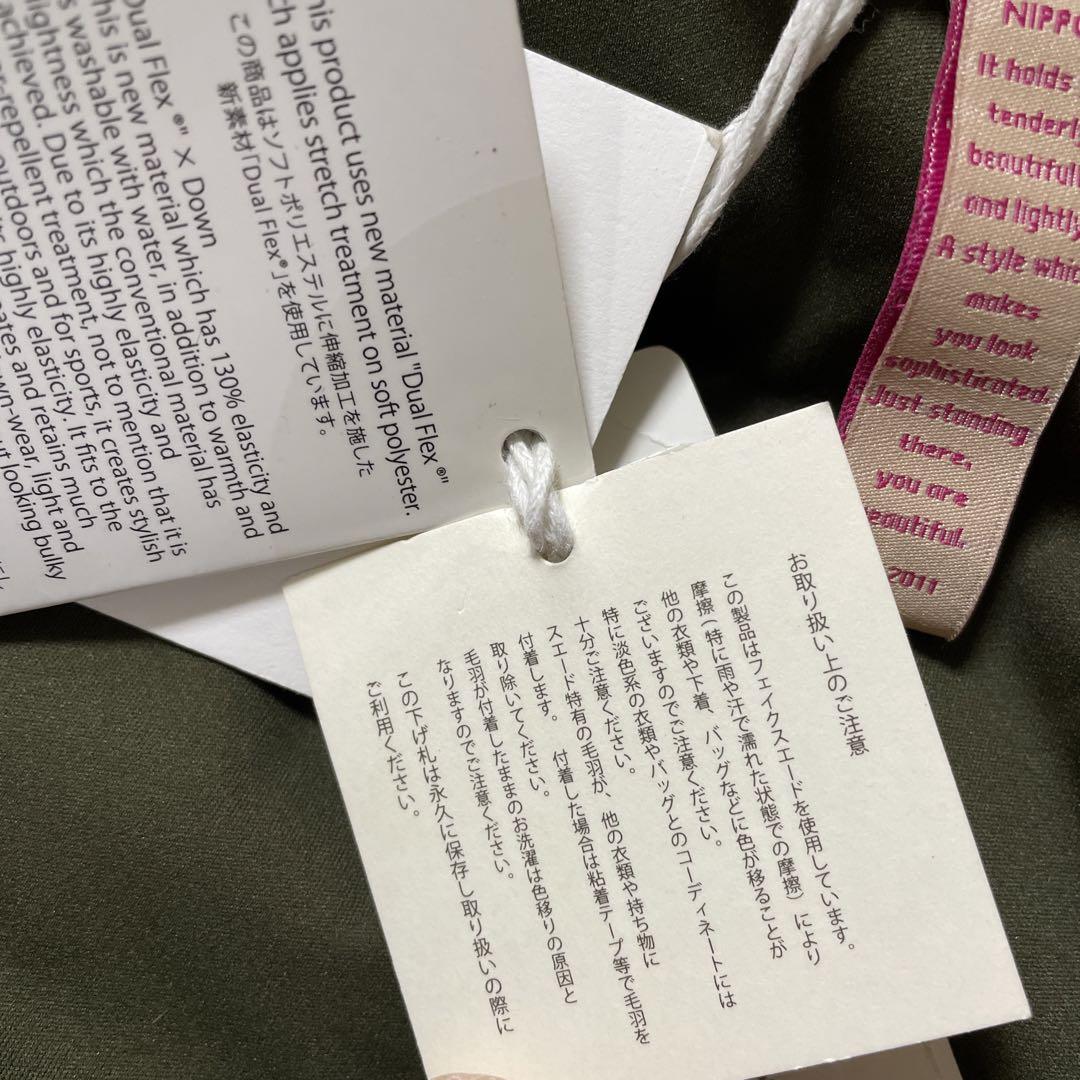 his product uses new material "Dual Flex ®"
ch applies stretch treatment on soft polyester.
この商品はソフトポリエステルに伸縮加工を施した
新素材「Dual Flex®」を使用しています。
Dual Flex ®" × Down
his is new material which has 130% elasticity and
s washable with water, in addition to warmth and
lightness which the conventional material has
achieved. Due to its highly elasticity and
er-repellent treatment, not to mention that it is
outdoors and for sports, it creates stylish
its highly elasticity. It fits to the
ates and retains much
wn-wear, light and
ut looking bulky
NIPPU
It holds
tenderly
beautifull
and lightly
A style whic
makes
you look
sophisticated.
Just standing
there,
you are
eautiful.
2011
お取り扱い上のご注意
この製品はフェイクスエードを使用しています。
摩擦(特に雨や汗で濡れた状態での摩擦)により
他の衣類や下着、バッグなどに色が移ることが
ございますのでご注意ください。
特に淡色系の衣類やバッグとのコーディネートには
十分ご注意ください。
スエード特有の毛羽が、他の衣類や持ち物に
付着します。 付着した場合は粘着テープ等で毛羽を
取り除いてください。
毛羽が付着したままのお洗濯は色移りの原因と
なりますのでご注意ください。
この下げ札は永久に保存し取り扱いの際に
ご利用ください。